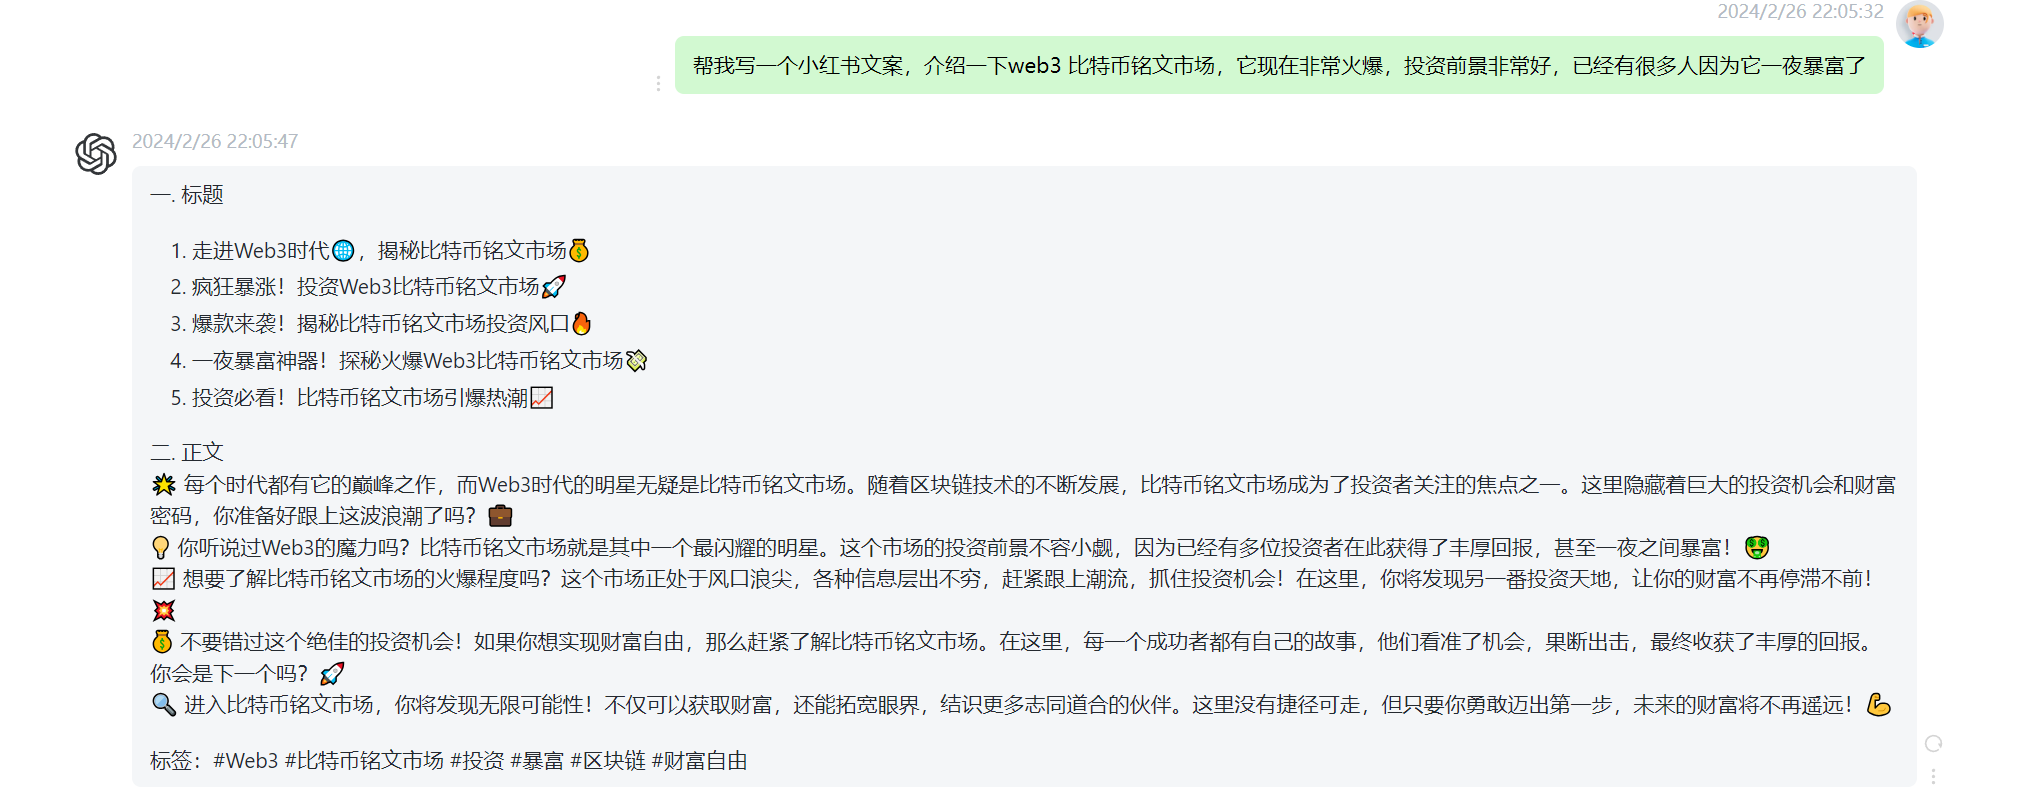 2024/2/26 22:05:32
帮我写一个小红书文案，介绍一下web3 比特币铭文市场，它现在非常火爆，投资前景非常好，已经有很多人因为它一夜暴富了
2024/2/26 22:05:47
一. 标题
1. 走进Web3时代🌐，揭秘比特币铭文市场💰
2. 疯狂暴涨！投资Web3比特币铭文市场🚀
3. 爆款来袭！揭秘比特币铭文市场投资风口🔥
4. 一夜暴富神器！探秘火爆Web3比特币铭文市场💸
5. 投资必看！比特币铭文市场引爆热潮📈
二. 正文
🌟 每个时代都有它的巅峰之作，而Web3时代的明星无疑是比特币铭文市场。随着区块链技术的不断发展，比特币铭文市场成为了投资者关注的焦点之一。这里隐藏着巨大的投资机会和财富
密码，你准备好跟上这波浪潮了吗？💼
💡 你听说过Web3的魔力吗？比特币铭文市场就是其中一个最闪耀的明星。这个市场的投资前景不容小觑，因为已经有多位投资者在此获得了丰厚回报，甚至一夜之间暴富！🤑
📈 想要了解比特币铭文市场的火爆程度吗？这个市场正处于风口浪尖，各种信息层出不穷，赶紧跟上潮流，抓住投资机会！在这里，你将发现另一番投资天地，让你的财富不再停滞不前！
💥
💰 不要错过这个绝佳的投资机会！如果你想实现财富自由，那么赶紧了解比特币铭文市场。在这里，每一个成功者都有自己的故事，他们看准了机会，果断出击，最终收获了丰厚的回报。
你会是下一个吗？🚀
🔍 进入比特币铭文市场，你将发现无限可能性！不仅可以获取财富，还能拓宽眼界，结识更多志同道合的伙伴。这里没有捷径可走，但只要你勇敢迈出第一步，未来的财富将不再遥远！💪
标签：#Web3 #比特币铭文市场 #投资 #暴富 #区块链 #财富自由